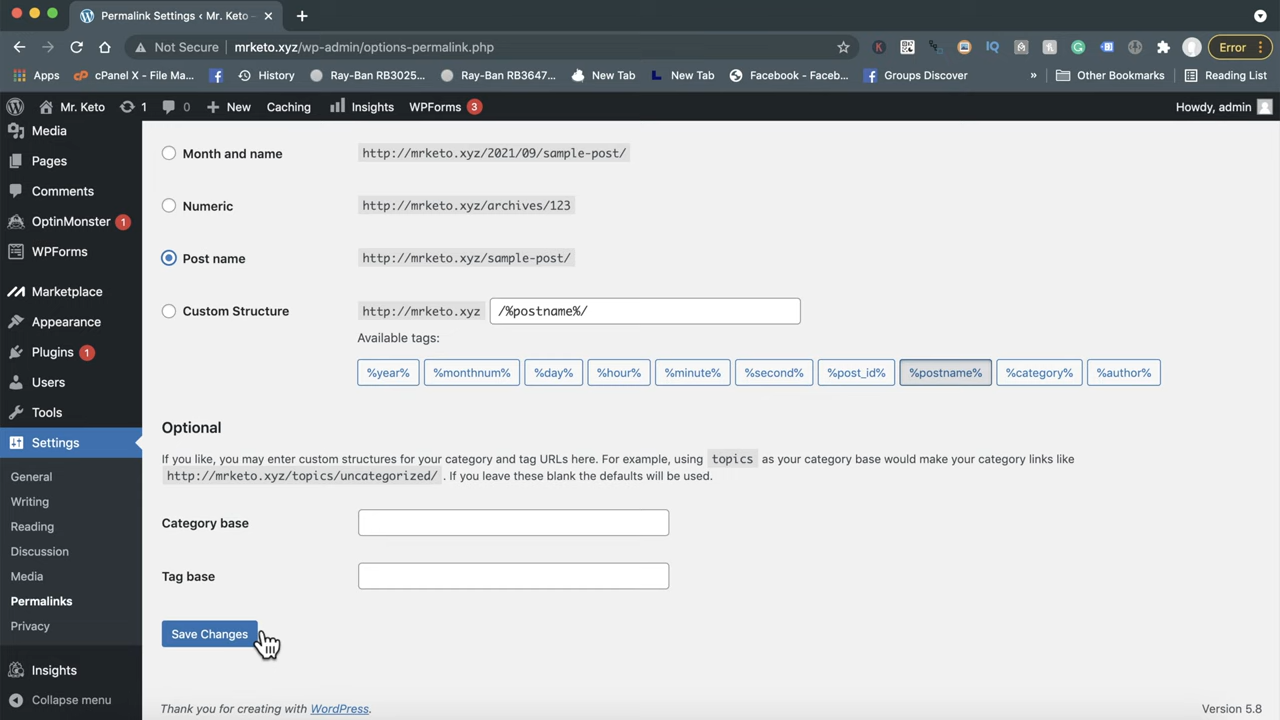 Permalink Settings ‹ Mr. Keto —
Not Secure mrketo.xyz/wp-admin/options-permalink.php
Error
Apps cPanel X - File Ma... History Ray-Ban RB3025... Ray-Ban RB3647... New Tab New Tab Facebook - Faceb... Groups Discover » Other Bookmarks Reading List
Mr. Keto 1 0 New Caching Insights WPForms 3 Howdy, admin
Media
Pages
Comments
OptinMonster 1
WPForms
Marketplace
Appearance
Plugins 1
Users
Tools
Settings
General
Writing
Reading
Discussion
Media
Permalinks
Privacy
Insights
Collapse menu
Month and name http://mrketo.xyz/2021/09/sample-post/
Numeric http://mrketo.xyz/archives/123
Post name http://mrketo.xyz/sample-post/
Custom Structure http://mrketo.xyz /%postname%/
Available tags:
%year% %monthnum% %day% %hour% %minute% %second% %post_id% %postname% %category% %author%
Optional
If you like, you may enter custom structures for your category and tag URLs here. For example, using topics as your category base would make your category links like
http://mrketo.xyz/topics/uncategorized/ . If you leave these blank the defaults will be used.
Category base
Tag base
Save Changes
Thank you for creating with WordPress.
Version 5.8